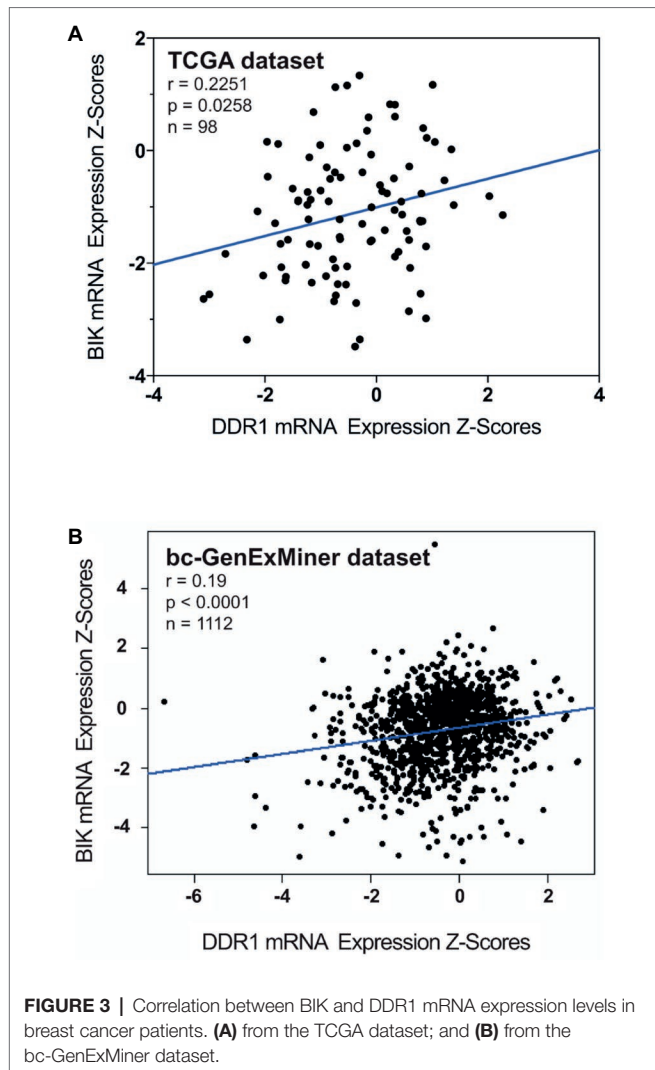 A
TCGA dataset
r = 0.2251
p = 0.0258
n = 98
BIK mRNA Expression Z-Scores
2
0
-2
-4
-4 -2 0 2 4
DDR1 mRNA Expression Z-Scores
B
bc-GenExMiner dataset
r = 0.19
p < 0.0001
n = 1112
BIK mRNA Expression Z-Scores
4
2
0
-2
-4
-6 -4 -2 0 2
DDR1 mRNA Expression Z-Scores
FIGURE 3 | Correlation between BIK and DDR1 mRNA expression levels in
breast cancer patients. (A) from the TCGA dataset; and (B) from the
bc-GenExMiner dataset.